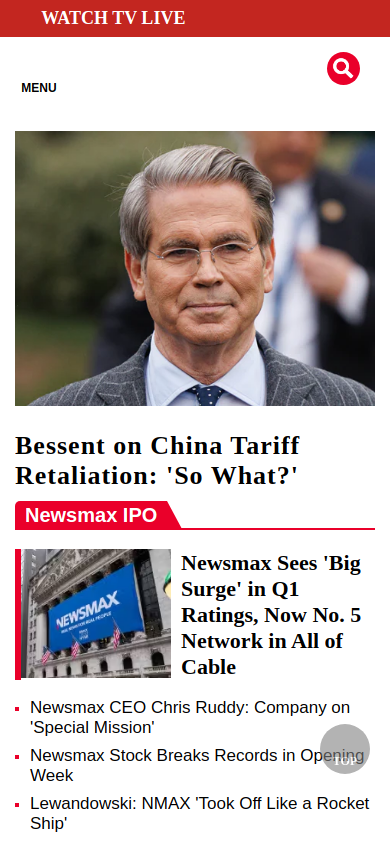 WATCH TV LIVE
MENU
Bessent on China Tariff
Retaliation: 'So What?'
Newsmax IPO
NEWSMAX
Newsmax Sees 'Big
Surge' in Q1
Ratings, Now No. 5
Network in All of
Cable
Newsmax CEO Chris Ruddy: Company on
'Special Mission'
Newsmax Stock Breaks Records in Opening
Week
TOP
Lewandowski: NMAX 'Took Off Like a Rocket
Ship'